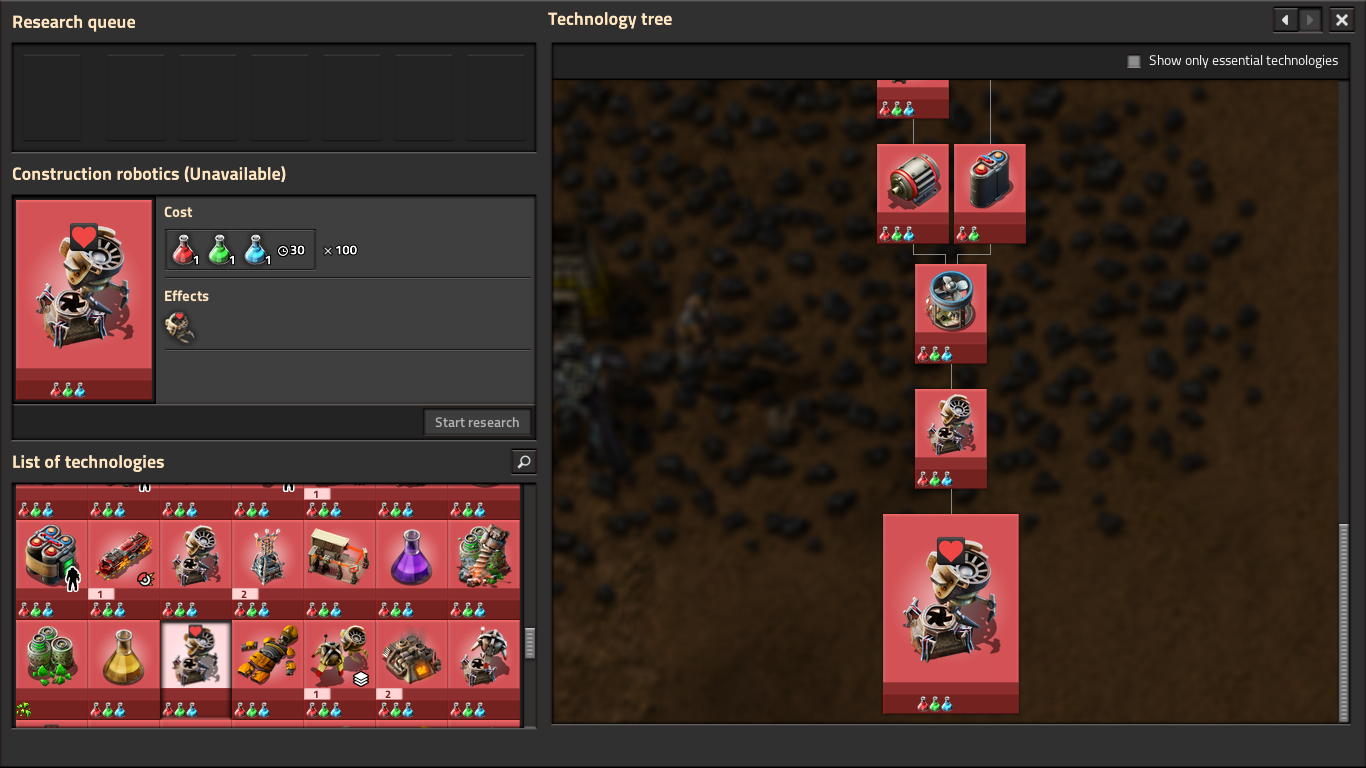 Research queue
Technology tree
Show only essential technologies
Construction robotics (Unavailable)
Cost
1 1 1 30 × 100
Effects
Start research
List of technologies
1
1
2
1
2